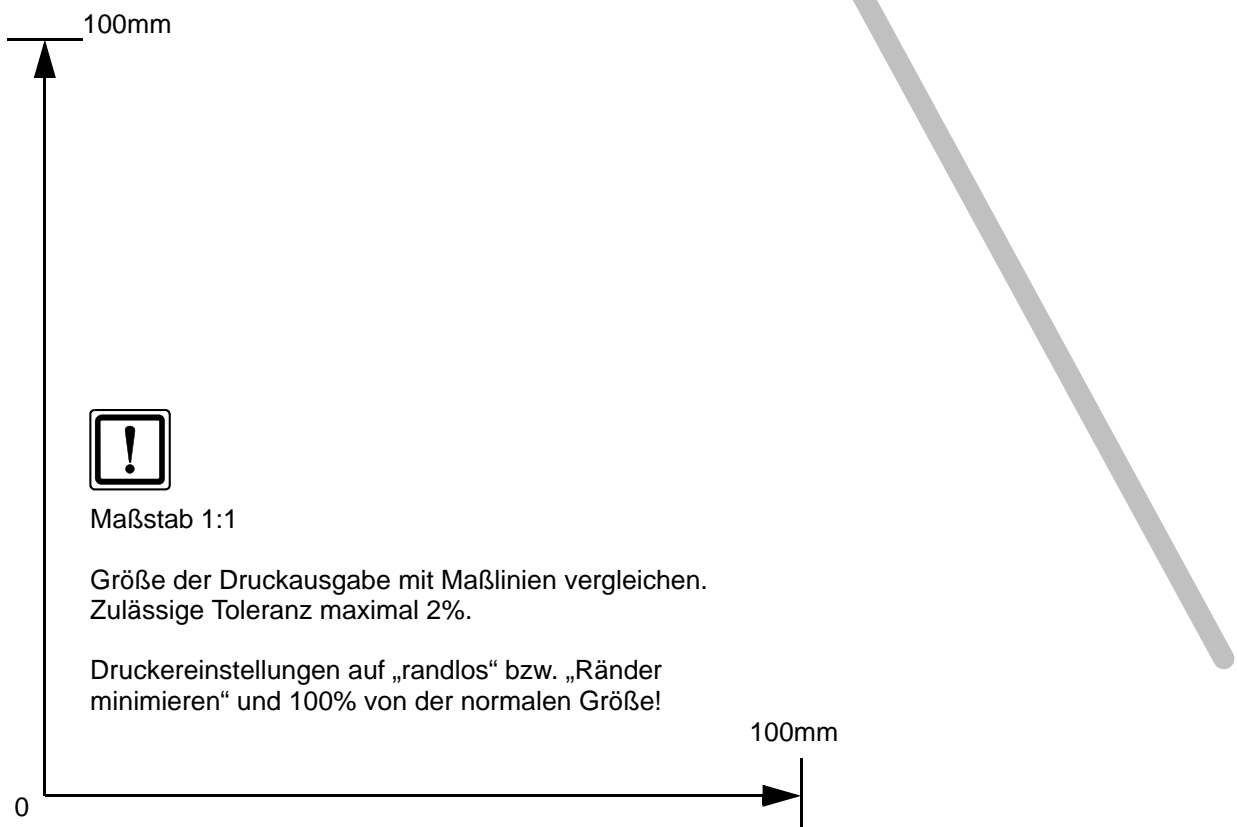 100mm
!
Maßstab 1:1
Größe der Druckausgabe mit Maßlinien vergleichen.
Zulässige Toleranz maximal 2%.
Druckereinstellungen auf „randlos“ bzw. „Ränder
minimieren“ und 100% von der normalen Größe!
100mm
0